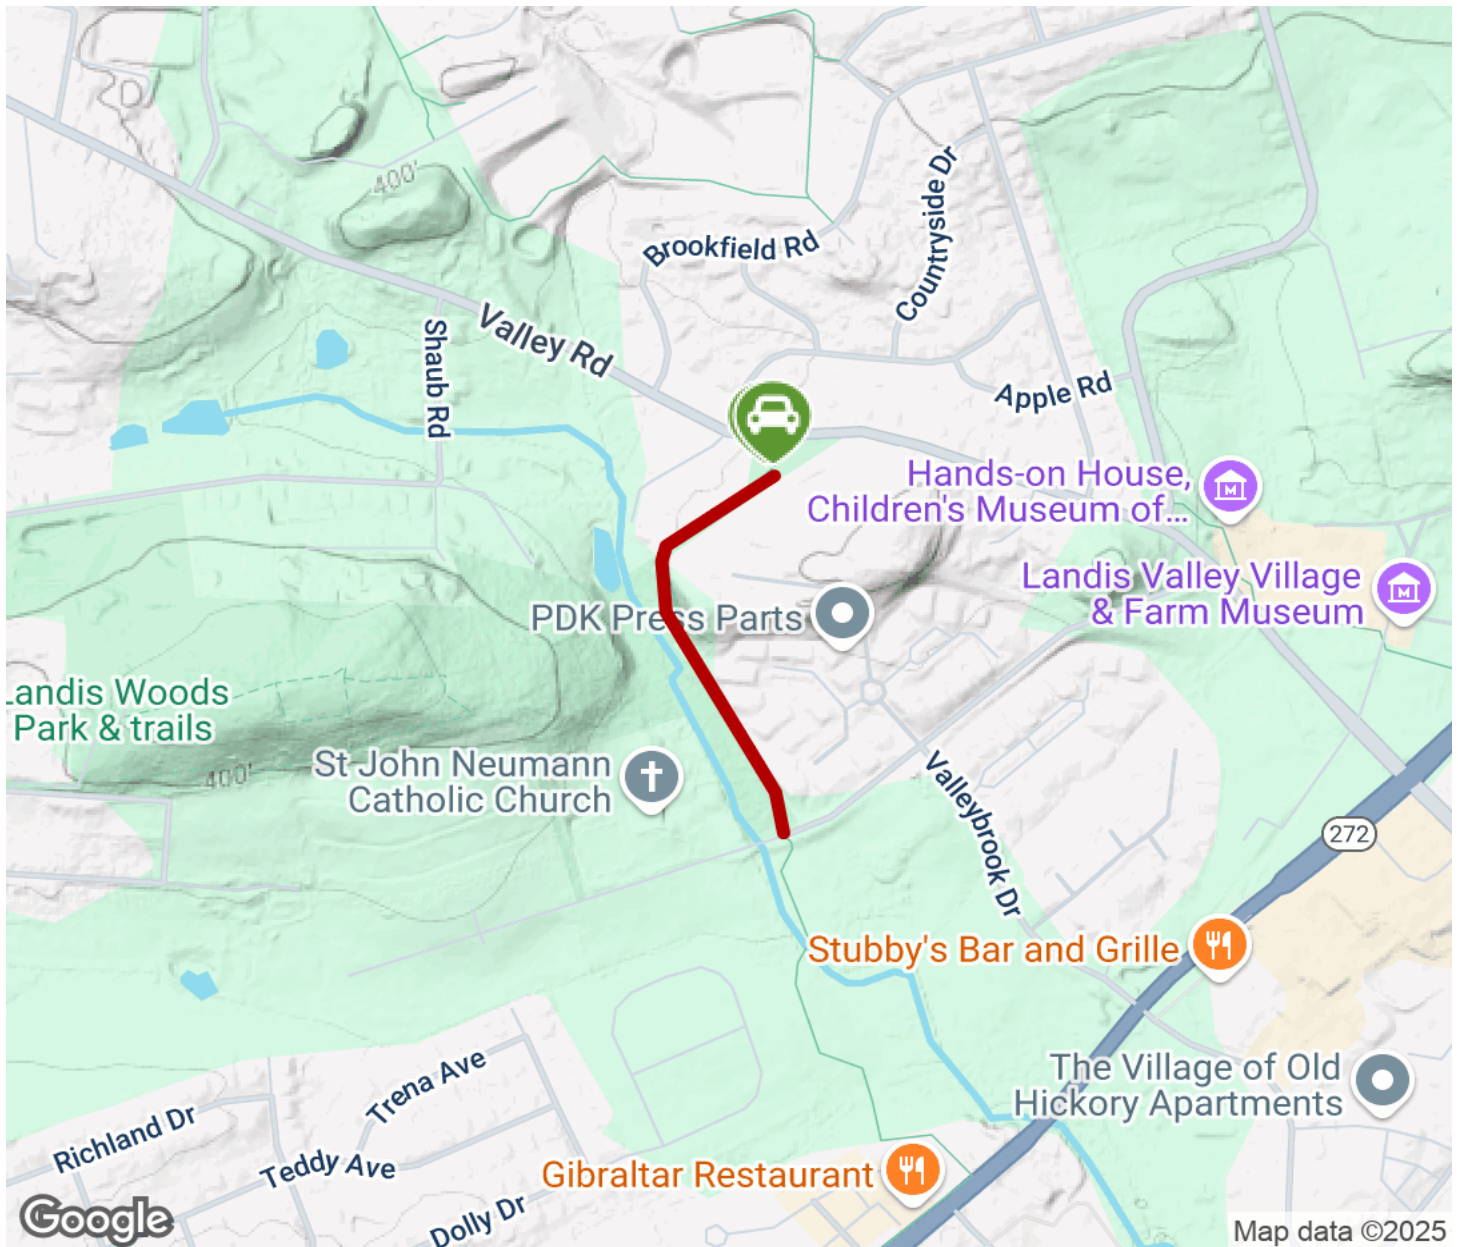 400'
Brookfield Rd
Countryside Dr
Valley Rd
Shaub Rd
Apple Rd
Hands-on House,
Children's Museum of...
Landis Valley Village
& Farm Museum
PDK Press Parts
Landis Woods
Park & trails
400'
St John Neumann
Catholic Church
Valleybrook Dr
272
Stubby's Bar and Grille
The Village of Old
Hickory Apartments
Trena Ave
Richland Dr
Teddy Ave
Gibraltar Restaurant
Dolly Dr
Google
Map data ©2025